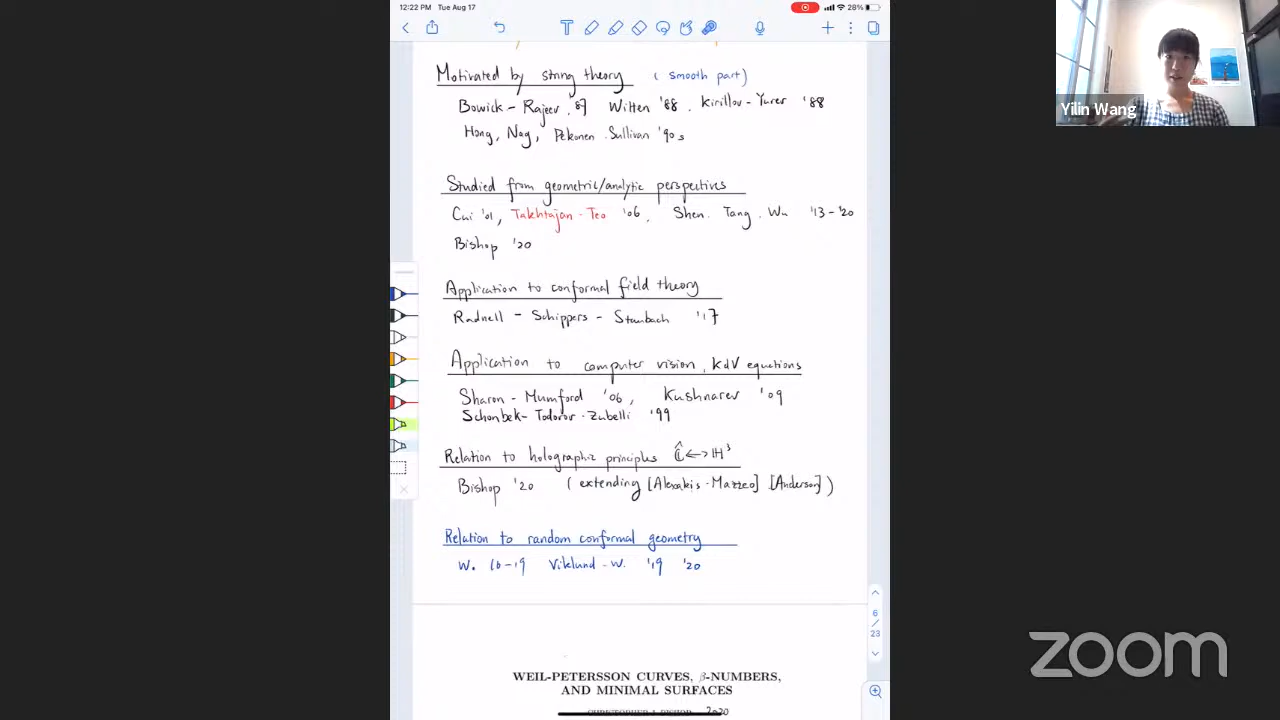 12:22 PM Tue Aug 17
28%
Motivated by string theory (smooth part)
Bowick - Rajeev '87 Witten '88. Kirillov - Yurev '88
Hong, Nag, Pekonen. Sullivan '90s
Studied from geometric/analytic perspectives
Cui '01, Takhtajan - Teo '06, Shen. Tang. Wu '13-'20
Bishop '20
Application to conformal field theory
Radnell - Schippers - Staubach '17
Application to computer vision, KdV equations
Sharon - Mumford '06, Kushnarev '09
Schonbek - Todorov - Zubelli '99
Relation to holographic principles Ĉ <-> H³
Bishop '20 (extending [Alexakis - Mazzeo] [Anderson])
Relation to random conformal geometry
W. 16-19 Viklund - W. '19 '20
6
/
23
WEIL-PETERSSON CURVES, β-NUMBERS,
AND MINIMAL SURFACES
CHRISTOPHER J. BISHOP 2020
Yilin Wang
zoom